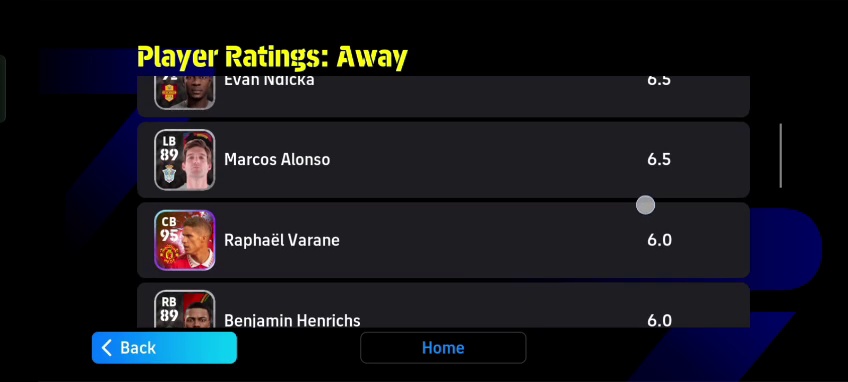 Player Ratings: Away
Evan Ndicka 6.5
LB
89
Marcos Alonso 6.5
CB
95
Raphaël Varane 6.0
RB
89
Benjamin Henrichs 6.0
Back Home